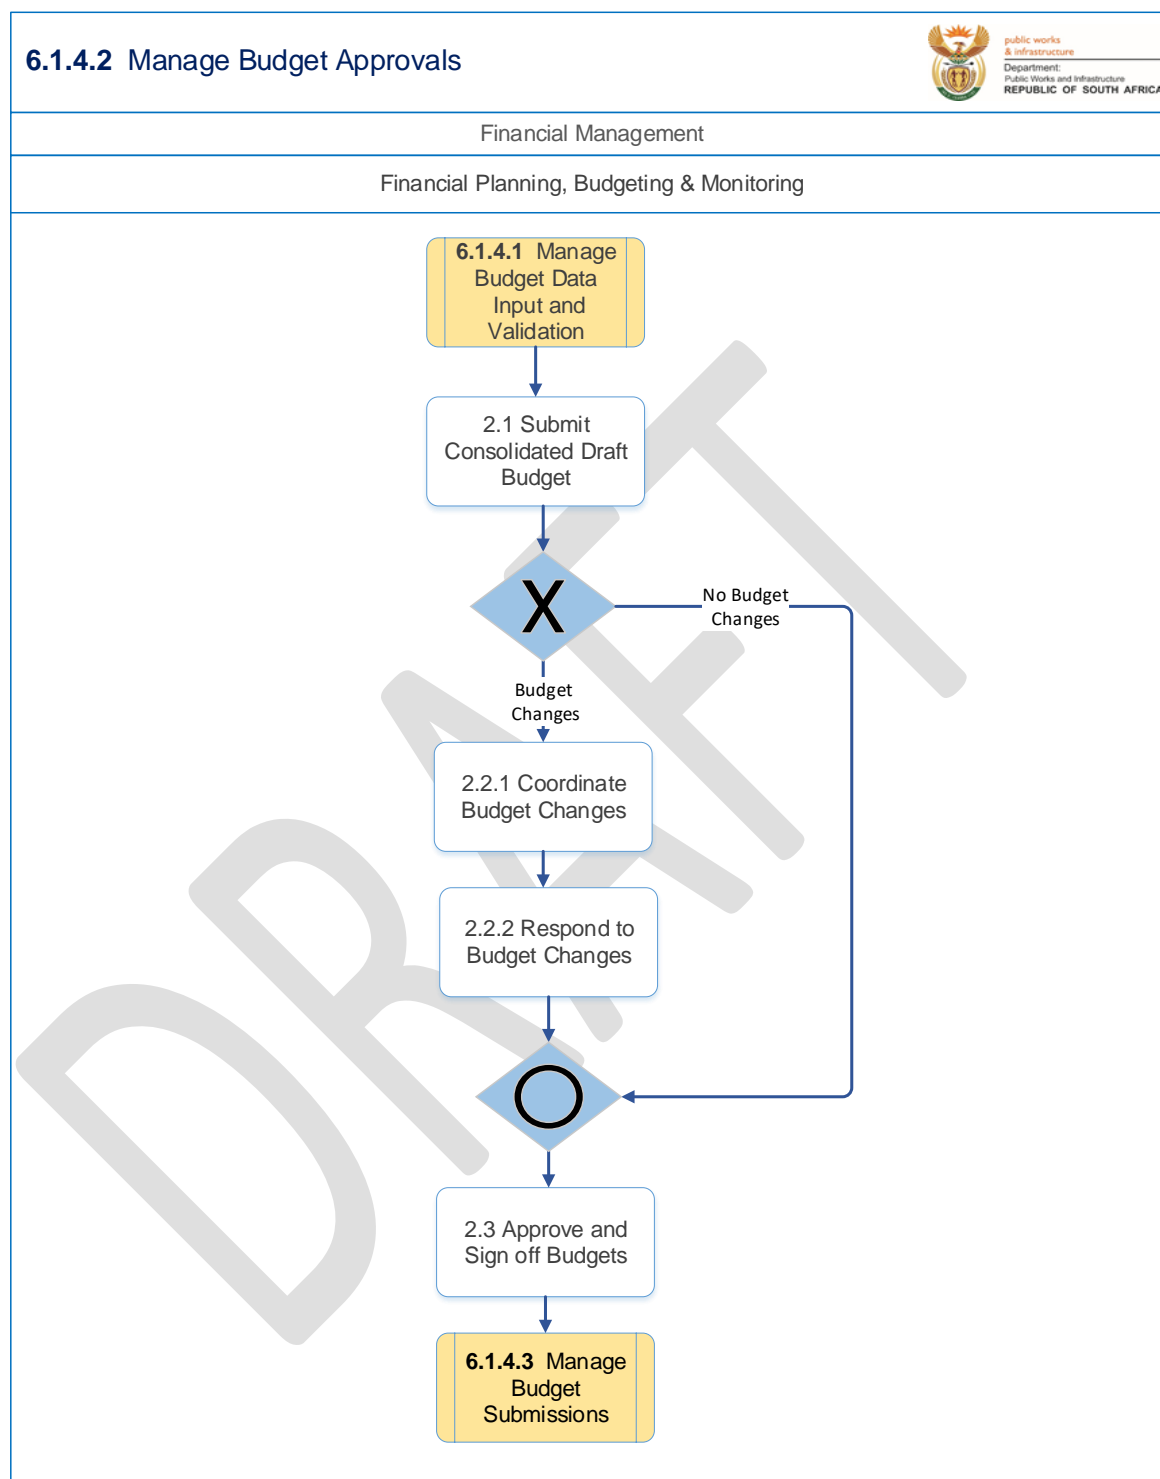 6.1.4.2 Manage Budget Approvals
public works
& infrastructure
Department:
Public Works and Infrastructure
REPUBLIC OF SOUTH AFRICA
Financial Management
Financial Planning, Budgeting & Monitoring
6.1.4.1 Manage
Budget Data
Input and
Validation
2.1 Submit
Consolidated Draft
Budget
X
No Budget
Changes
Budget
Changes
2.2.1 Coordinate
Budget Changes
2.2.2 Respond to
Budget Changes
2.3 Approve and
Sign off Budgets
6.1.4.3 Manage
Budget
Submissions
DRAFT